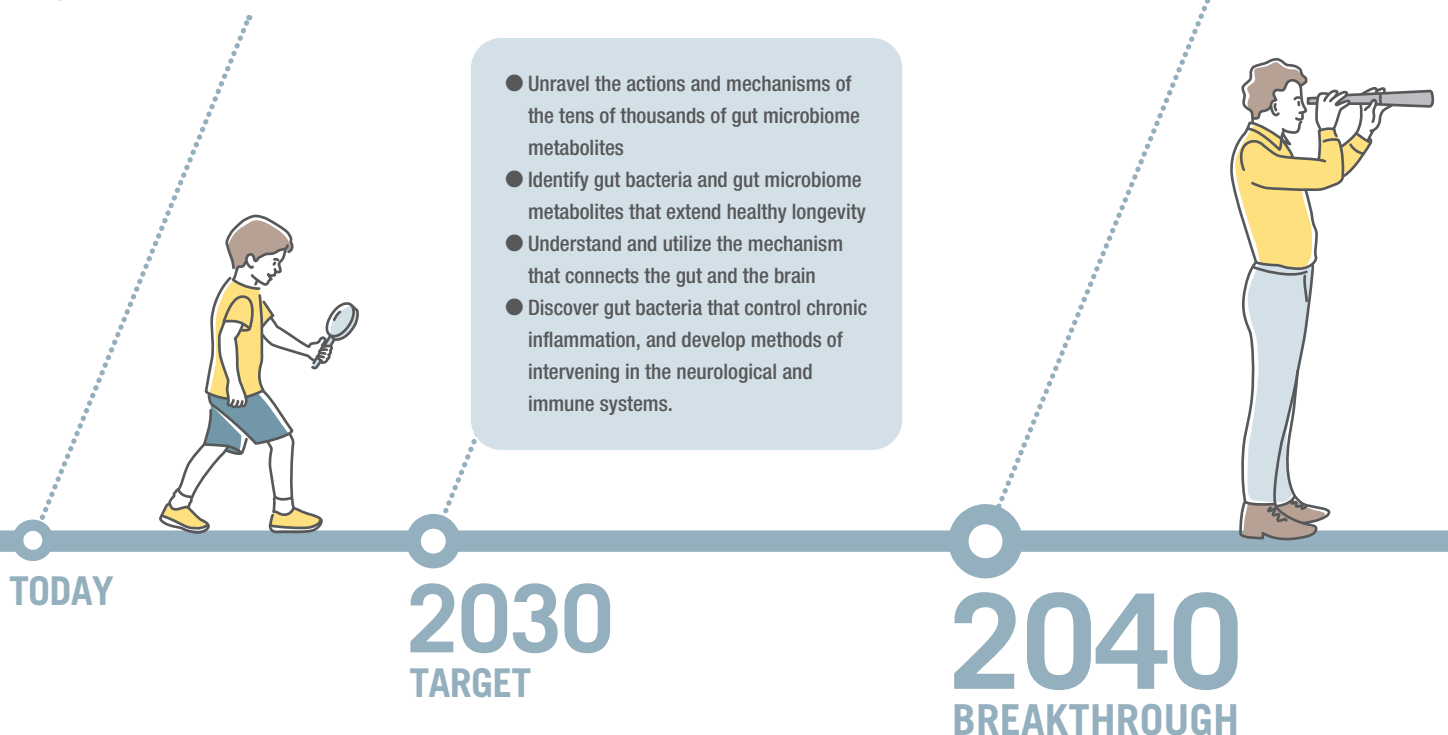 ● Unravel the actions and mechanisms of
the tens of thousands of gut microbiome
metabolites
● Identify gut bacteria and gut microbiome
metabolites that extend healthy longevity
● Understand and utilize the mechanism
that connects the gut and the brain
● Discover gut bacteria that control chronic
inflammation, and develop methods of
intervening in the neurological and
immune systems.
TODAY
2030
TARGET
2040
BREAKTHROUGH